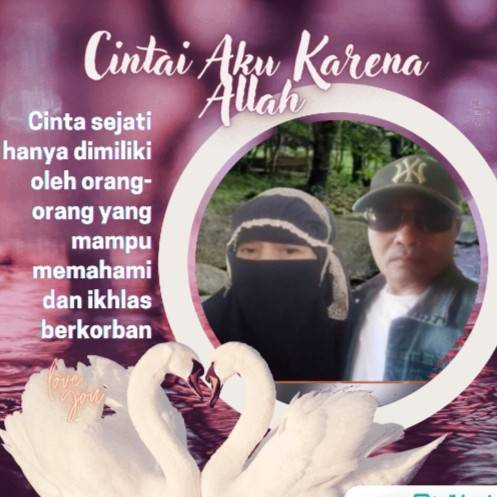 Cintai Aku Karena
Allah
Cinta sejati
hanya dimiliki
oleh orang-
orang yang
mampu
memahami
dan ikhlas
berkorban
love
you
NY